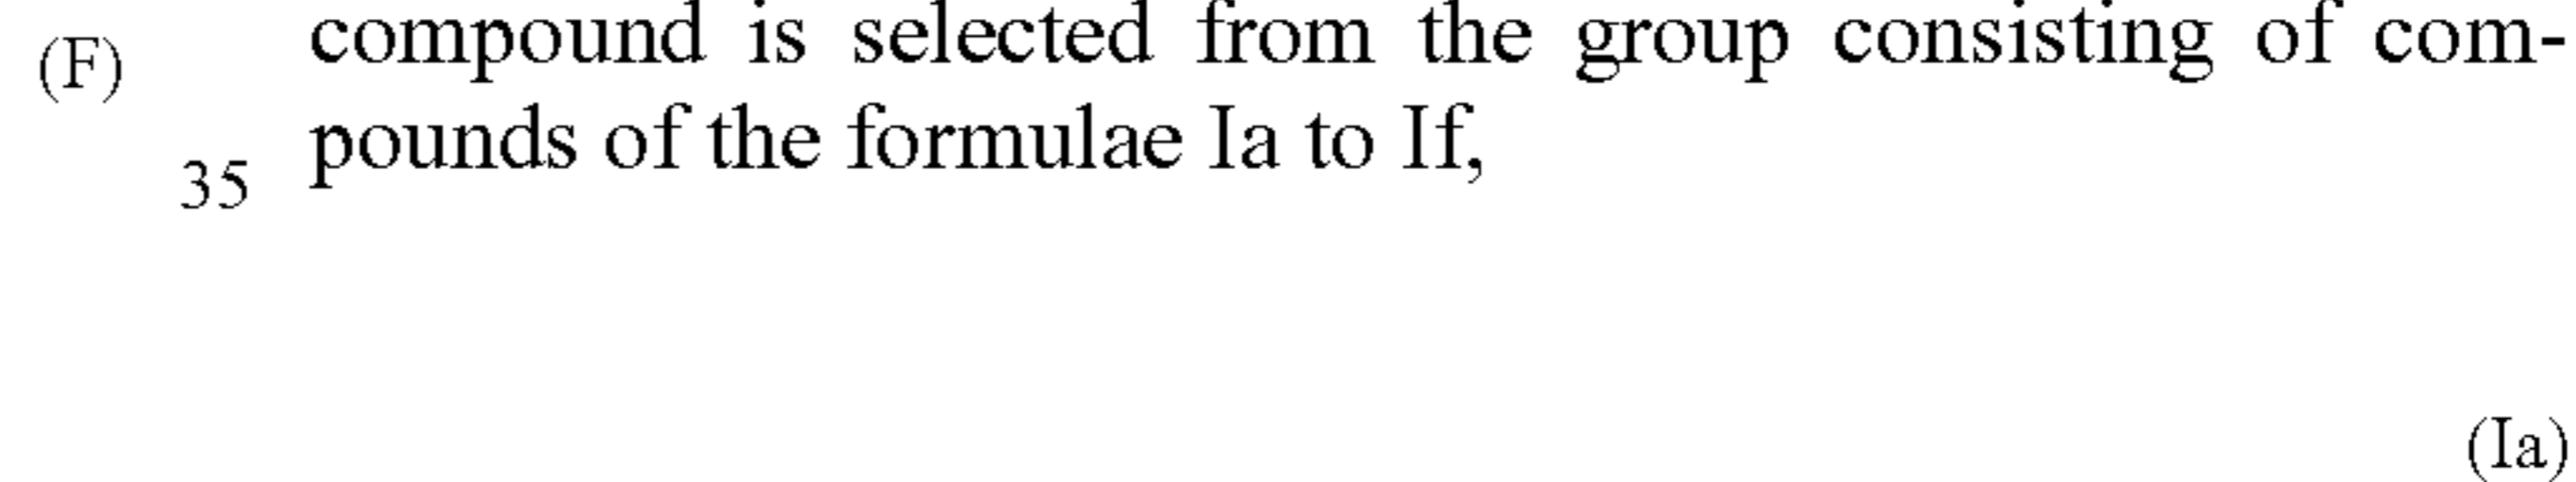 (F)
compound is selected from the group consisting of com-
35 pounds of the formulae Ia to If,
(Ia)